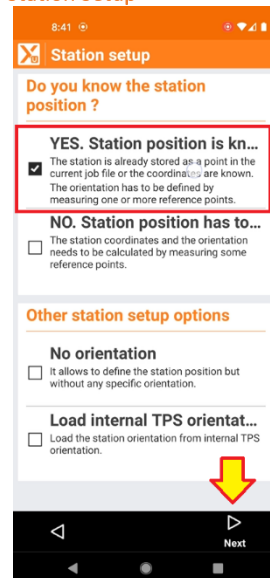 Station setup
8:41
Station setup
Do you know the station
position ?
YES. Station position is kn...
The station is already stored as a point in the
current job file or the coordinates are known.
The orientation has to be defined by
measuring one or more reference points.
NO. Station position has to...
The station coordinates and the orientation
needs to be calculated by measuring some
reference points.
Other station setup options
No orientation
It allows to define the station position but
without any specific orientation.
Load internal TPS orientat...
Load the station orientation from internal TPS
orientation.
Next